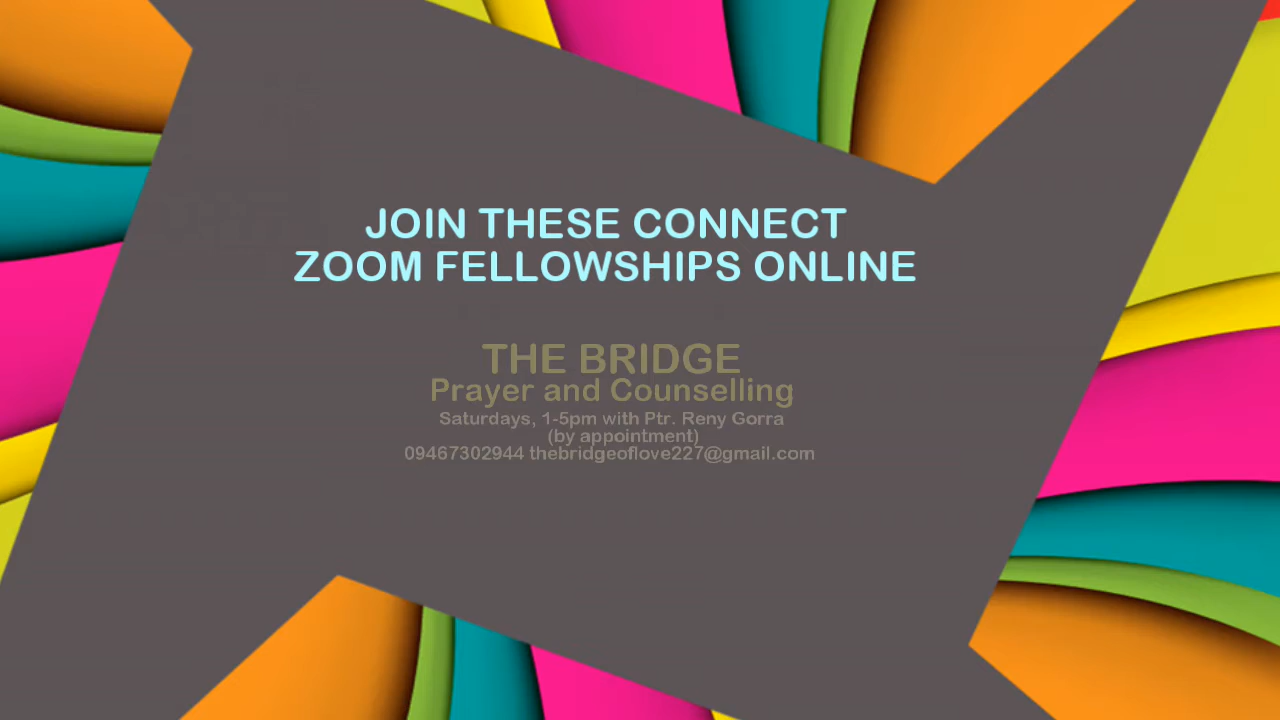 JOIN THESE CONNECT
ZOOM FELLOWSHIPS ONLINE
THE BRIDGE
Prayer and Counselling
Saturdays, 1-5pm with Ptr. Reny Gorra
(by appointment)
09467302944 thebridgeoflove227@gmail.com